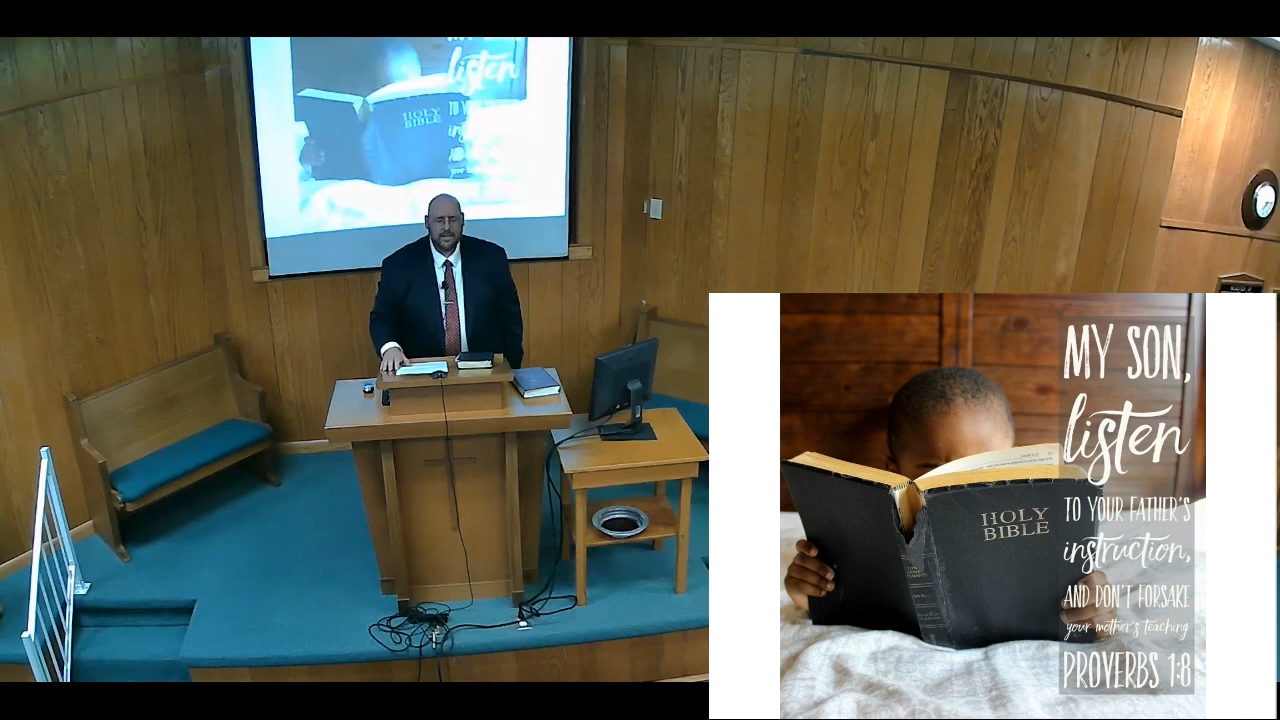 listen
HOLY
BIBLE
MY SON,
listen
TO YOUR FATHER'S
instruction,
AND DON'T FORSAKE
your mother's teaching
PROVERBS 1:8
HOLY
BIBLE